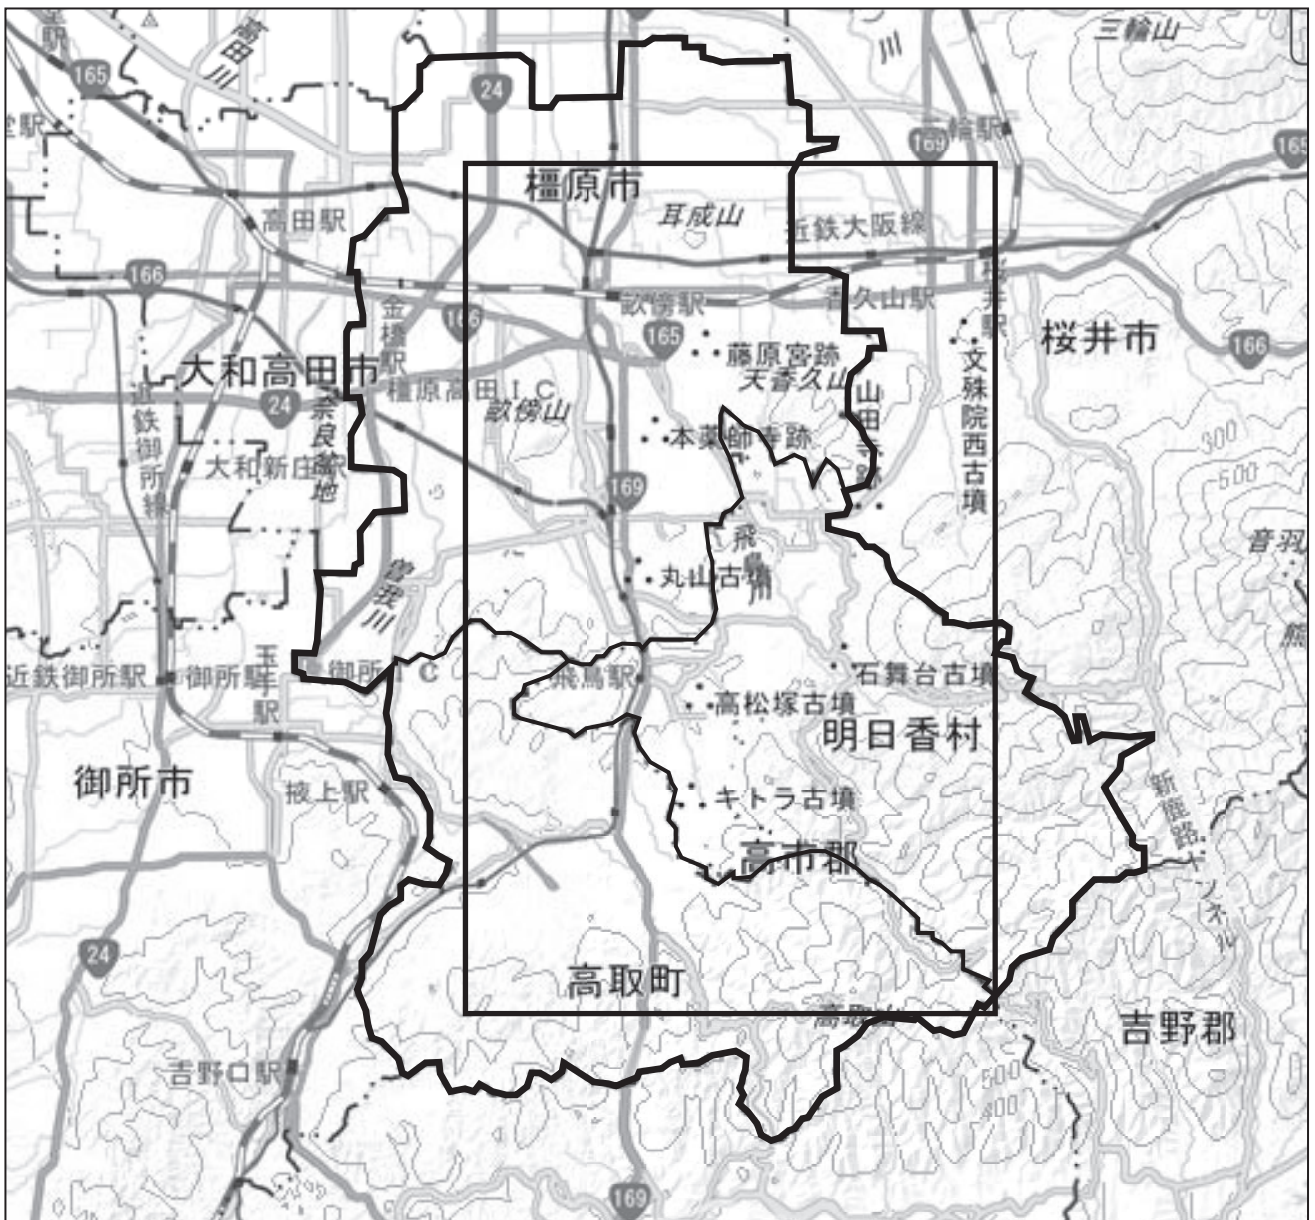 三輪山
高田川
川
165
24
165
三輪駅
169
橿原市
耳成山
高田駅
近鉄大阪線
166
桜井駅
畝傍駅
香久山駅
金橋駅
165
166
桜井市
166
藤原宮跡
天香久山
文殊院西古墳
大和高田市
橿原高田IC
24
畝傍山
山田寺跡
近鉄御所線
奈良盆地
本薬師寺跡
300
500
大和新庄駅
169
飛鳥川
音羽
丸山古墳
曽我川
熊
近鉄御所駅
御所駅
玉手駅
御所IC
飛鳥駅
石舞台古墳
高松塚古墳
明日香村
御所市
掖上駅
キトラ古墳
新鹿路トンネル
高市郡
24
高取町
高取山
吉野郡
吉野口駅
500
169